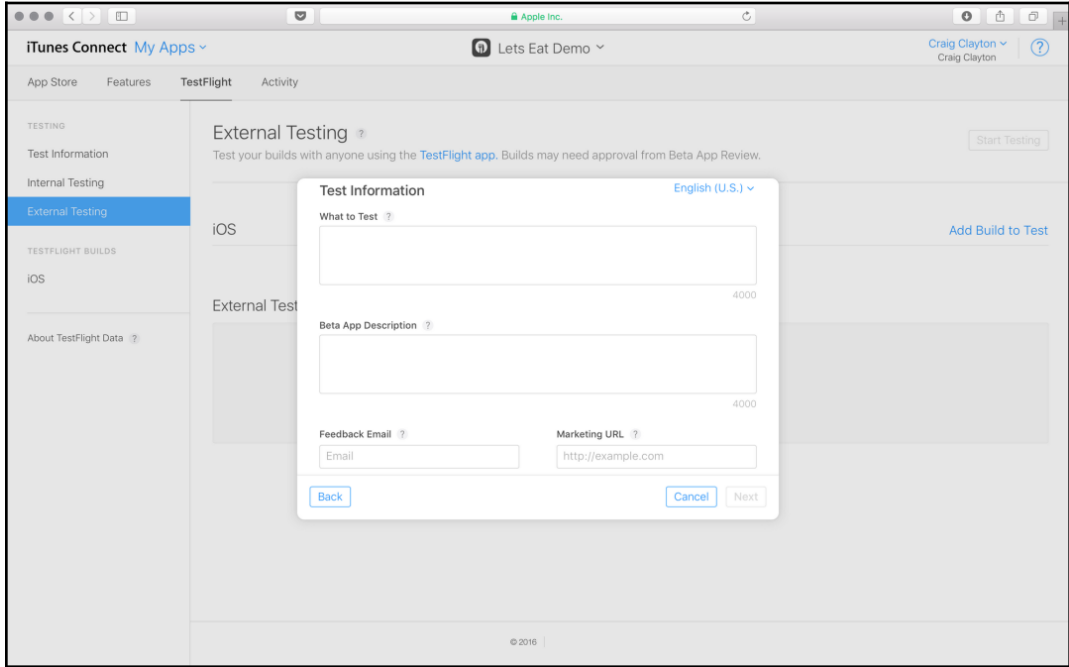 Apple Inc.
iTunes Connect My Apps Lets Eat Demo Craig Clayton ?
Craig Clayton
App Store Features TestFlight Activity
TESTING
Test Information
Internal Testing
External Testing
TESTFLIGHT BUILDS
iOS
About TestFlight Data ?
External Testing ?
Start Testing
Test your builds with anyone using the TestFlight app. Builds may need approval from Beta App Review.
iOS Add Build to Test
External Test
Test Information English (U.S.)
What to Test ?
4000
Beta App Description ?
4000
Feedback Email ? Marketing URL ?
Email http://example.com
Back Cancel Next
© 2016